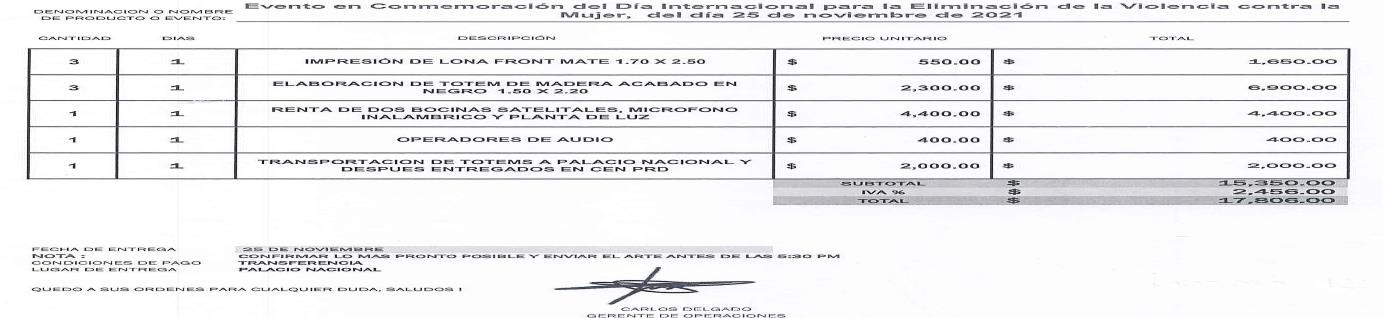 DENOMINACION O NOMBRE DE PRODUCTO O EVENTO: Evento en Conmemoración del Día Internacional para la Eliminación de la Violencia contra la Mujer, del día 25 de noviembre de 2021
CANTIDAD DIAS DESCRIPCIÓN PRECIO UNITARIO TOTAL
3 1 IMPRESIÓN DE LONA FRONT MATE 1.70 X 2.50 $ 550.00 $ 1,650.00
3 1 ELABORACION DE TOTEM DE MADERA ACABADO EN NEGRO 1.50 X 2.20 $ 2,300.00 $ 6,900.00
1 1 RENTA DE DOS BOCINAS SATELITALES, MICROFONO INALAMBRICO Y PLANTA DE LUZ $ 4,400.00 $ 4,400.00
1 1 OPERADORES DE AUDIO $ 400.00 $ 400.00
1 1 TRANSPORTACION DE TOTEMS A PALACIO NACIONAL Y DESPUES ENTREGADOS EN CEN PRD $ 2,000.00 $ 2,000.00
SUBTOTAL $ 15,350.00
IVA % $ 2,456.00
TOTAL $ 17,806.00
FECHA DE ENTREGA 25 DE NOVIEMBRE
NOTA : CONFIRMAR LO MAS PRONTO POSIBLE Y ENVIAR EL ARTE ANTES DE LAS 5:30 PM
CONDICIONES DE PAGO TRANSFERENCIA
LUGAR DE ENTREGA PALACIO NACIONAL
QUEDO A SUS ORDENES PARA CUALQUIER DUDA, SALUDOS !
CARLOS DELGADO
GERENTE DE OPERACIONES